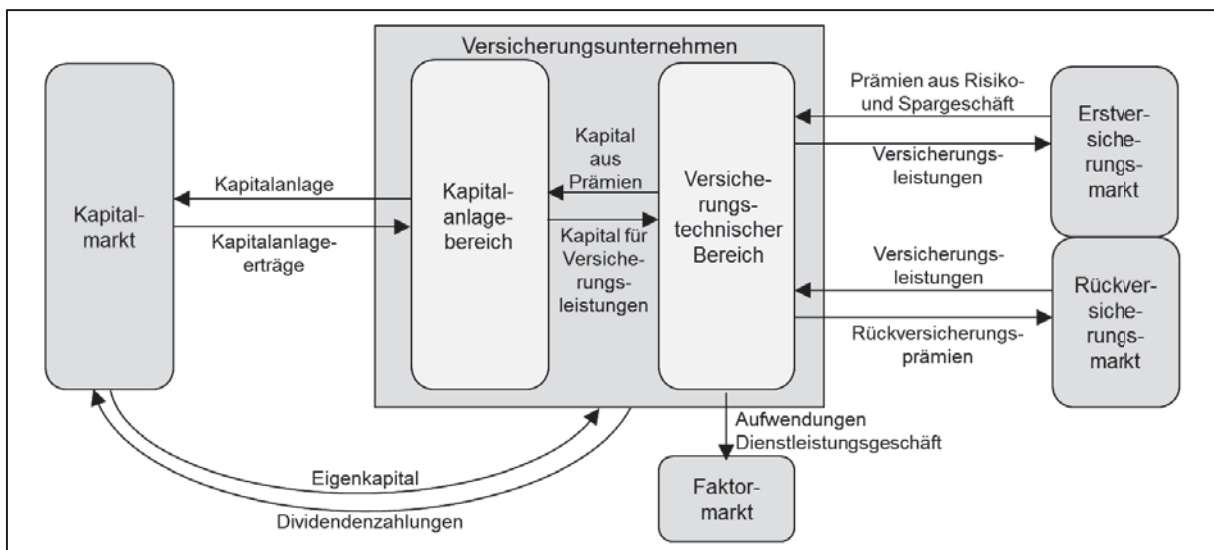 Versicherungsunternehmen
Kapital-
markt
Kapitalanlage
Kapitalanlage-
erträge
Kapital-
anlage-
bereich
Kapital
aus
Prämien
Kapital für
Versiche-
rungs-
leistungen
Versiche-
rungs-
technischer
Bereich
Prämien aus Risiko-
und Spargeschäft
Versicherungs-
leistungen
Erstver-
siche-
rungs-
markt
Versicherungs-
leistungen
Rückversicherungs-
prämien
Rückver-
siche-
rungs-
markt
Aufwendungen
Dienstleistungsgeschäft
Faktor-
markt
Eigenkapital
Dividendenzahlungen